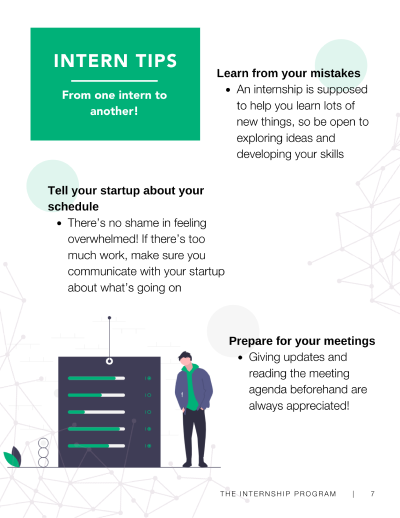 INTERN TIPS
From one intern to
another!
Learn from your mistakes
• An internship is supposed
to help you learn lots of
new things, so be open to
exploring ideas and
developing your skills
Tell your startup about your
schedule
• There's no shame in feeling
overwhelmed! If there's too
much work, make sure you
communicate with your startup
about what's going on
Prepare for your meetings
• Giving updates and
reading the meeting
agenda beforehand are
always appreciated!
THE INTERNSHIP PROGRAM | 7